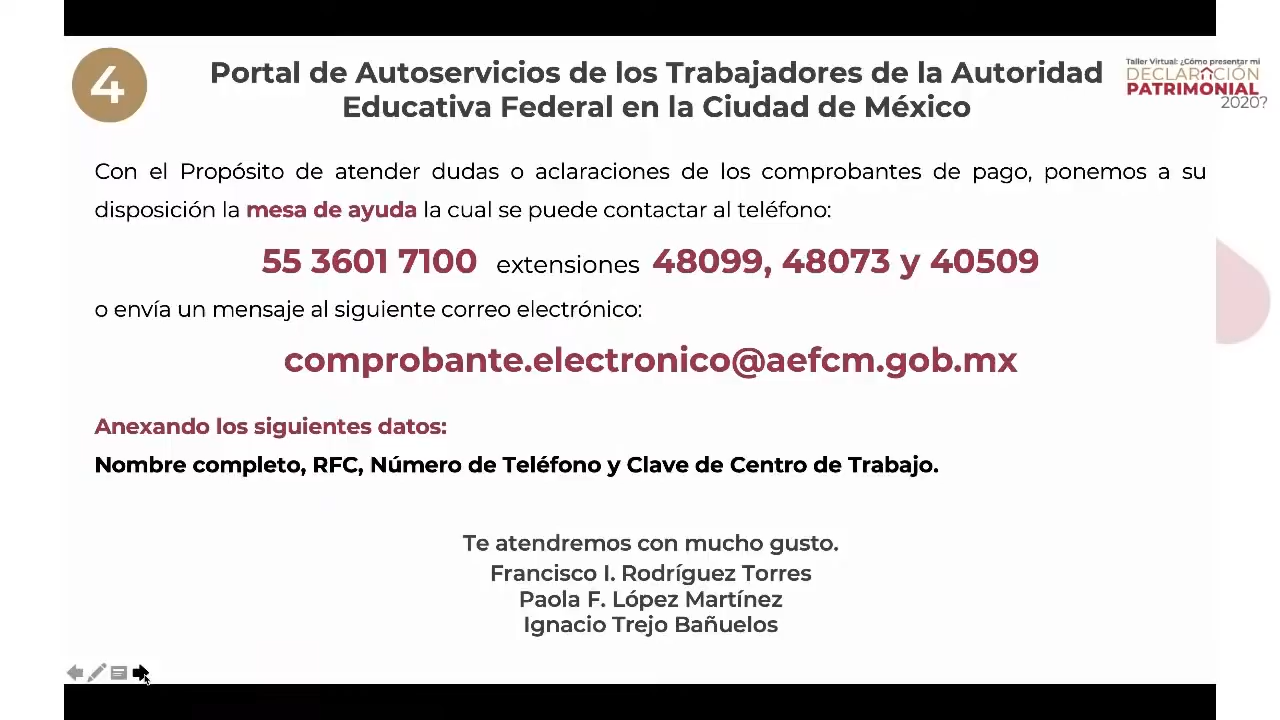 4
Portal de Autoservicios de los Trabajadores de la Autoridad
Educativa Federal en la Ciudad de México
Taller Virtual: ¿Cómo presentar mi
DECLARACIÓN
PATRIMONIAL
2020?
Con el Propósito de atender dudas o aclaraciones de los comprobantes de pago, ponemos a su
disposición la mesa de ayuda la cual se puede contactar al teléfono:
55 3601 7100 extensiones 48099, 48073 y 40509
o envía un mensaje al siguiente correo electrónico:
comprobante.electronico@aefcm.gob.mx
Anexando los siguientes datos:
Nombre completo, RFC, Número de Teléfono y Clave de Centro de Trabajo.
Te atendremos con mucho gusto.
Francisco I. Rodríguez Torres
Paola F. López Martínez
Ignacio Trejo Bañuelos